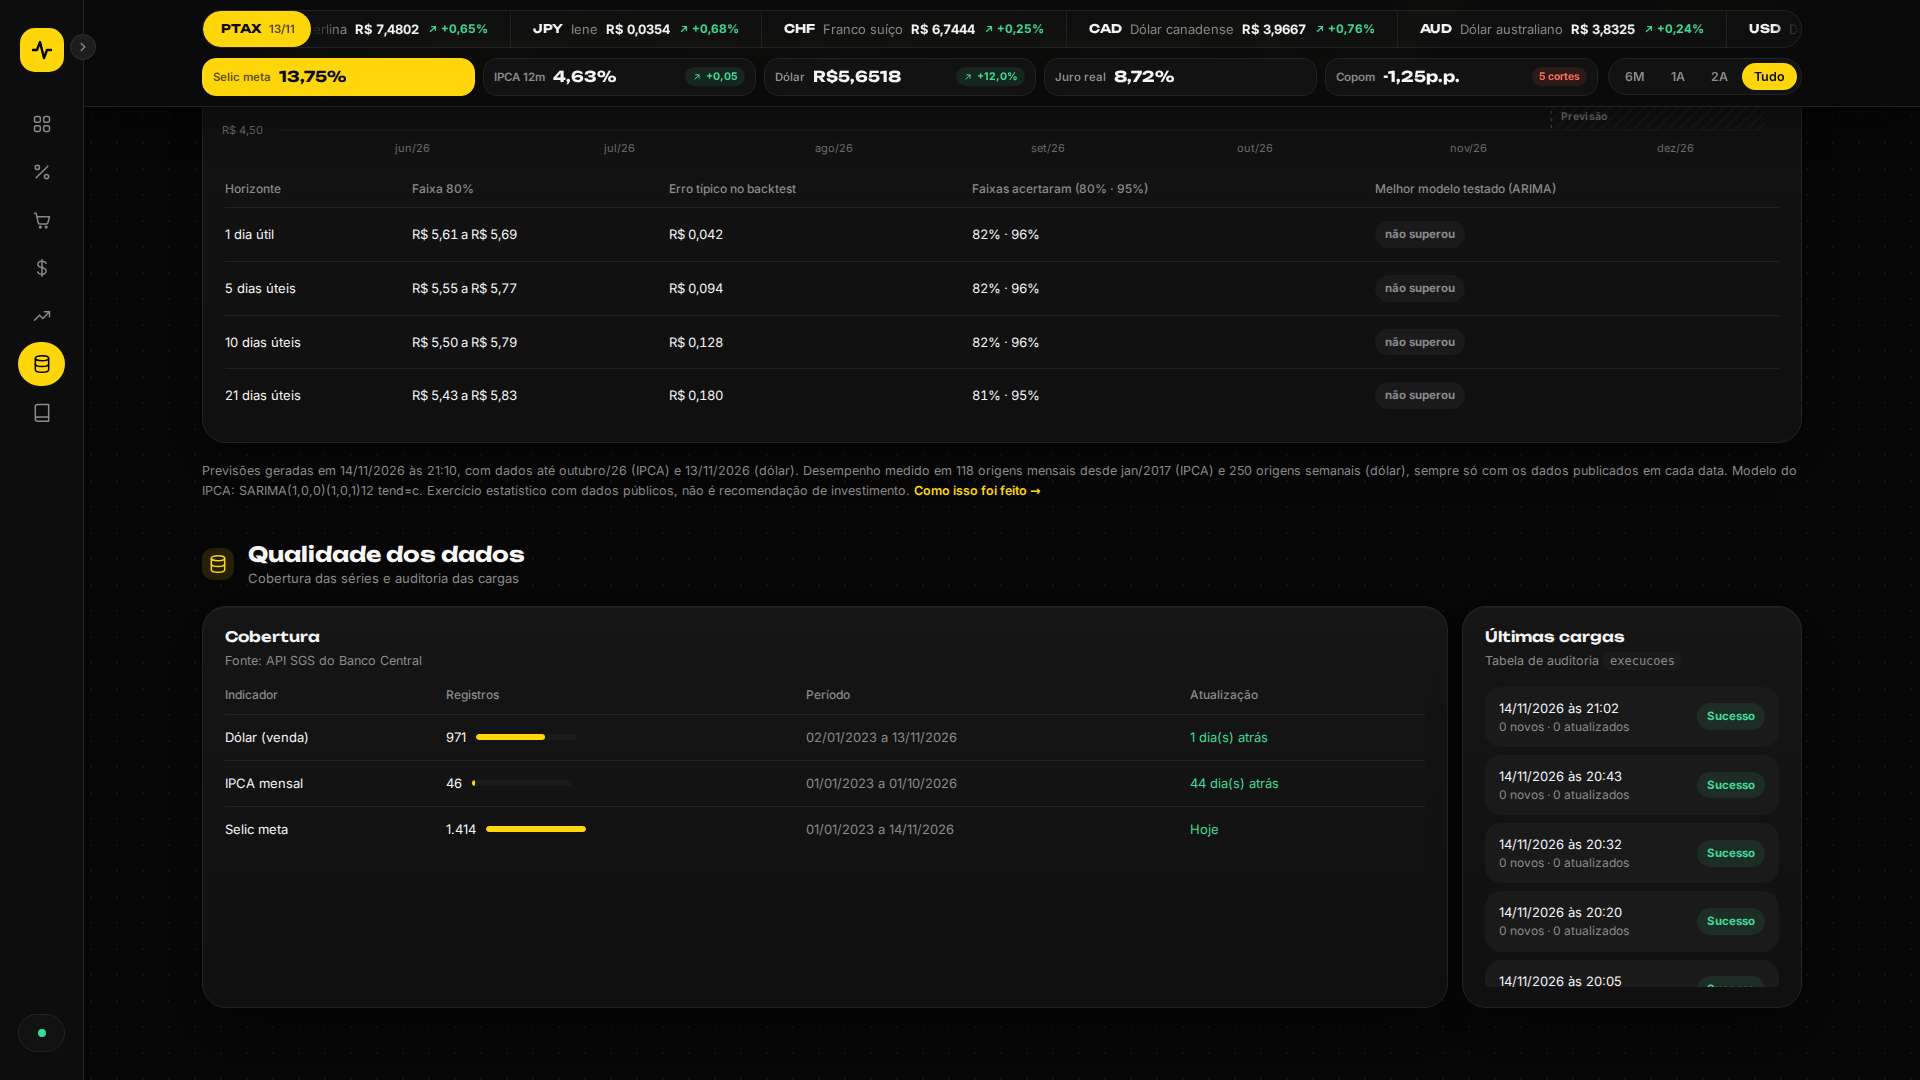 PTAX 13/11 erlina R$ 7,4802 ↗ +0,65% JPY Iene R$ 0,0354 ↗ +0,68% CHF Franco suíço R$ 6,7444 ↗ +0,25% CAD Dólar canadense R$ 3,9667 ↗ +0,76% AUD Dólar australiano R$ 3,8325 ↗ +0,24% USD D
Selic meta 13,75% IPCA 12m 4,63% ↗ +0,05 Dólar R$5,6518 ↗ +12,0% Juro real 8,72% Copom -1,25p.p. 5 cortes 6M 1A 2A Tudo
Previsão
R$ 4,50
jun/26 jul/26 ago/26 set/26 out/26 nov/26 dez/26
Horizonte Faixa 80% Erro típico no backtest Faixas acertaram (80% · 95%) Melhor modelo testado (ARIMA)
1 dia útil R$ 5,61 a R$ 5,69 R$ 0,042 82% · 96% não superou
5 dias úteis R$ 5,55 a R$ 5,77 R$ 0,094 82% · 96% não superou
10 dias úteis R$ 5,50 a R$ 5,79 R$ 0,128 82% · 96% não superou
21 dias úteis R$ 5,43 a R$ 5,83 R$ 0,180 81% · 95% não superou
Previsões geradas em 14/11/2026 às 21:10, com dados até outubro/26 (IPCA) e 13/11/2026 (dólar). Desempenho medido em 118 origens mensais desde jan/2017 (IPCA) e 250 origens semanais (dólar), sempre só com os dados publicados em cada data. Modelo do
IPCA: SARIMA(1,0,0)(1,0,1)12 tend=c. Exercício estatístico com dados públicos, não é recomendação de investimento. Como isso foi feito →
Qualidade dos dados
Cobertura das séries e auditoria das cargas
Cobertura
Fonte: API SGS do Banco Central
Indicador Registros Período Atualização
Dólar (venda) 971 02/01/2023 a 13/11/2026 1 dia(s) atrás
IPCA mensal 46 01/01/2023 a 01/10/2026 44 dia(s) atrás
Selic meta 1.414 01/01/2023 a 14/11/2026 Hoje
Últimas cargas
Tabela de auditoria execucoes
14/11/2026 às 21:02 Sucesso
0 novos · 0 atualizados
14/11/2026 às 20:43 Sucesso
0 novos · 0 atualizados
14/11/2026 às 20:32 Sucesso
0 novos · 0 atualizados
14/11/2026 às 20:20 Sucesso
0 novos · 0 atualizados
14/11/2026 às 20:05